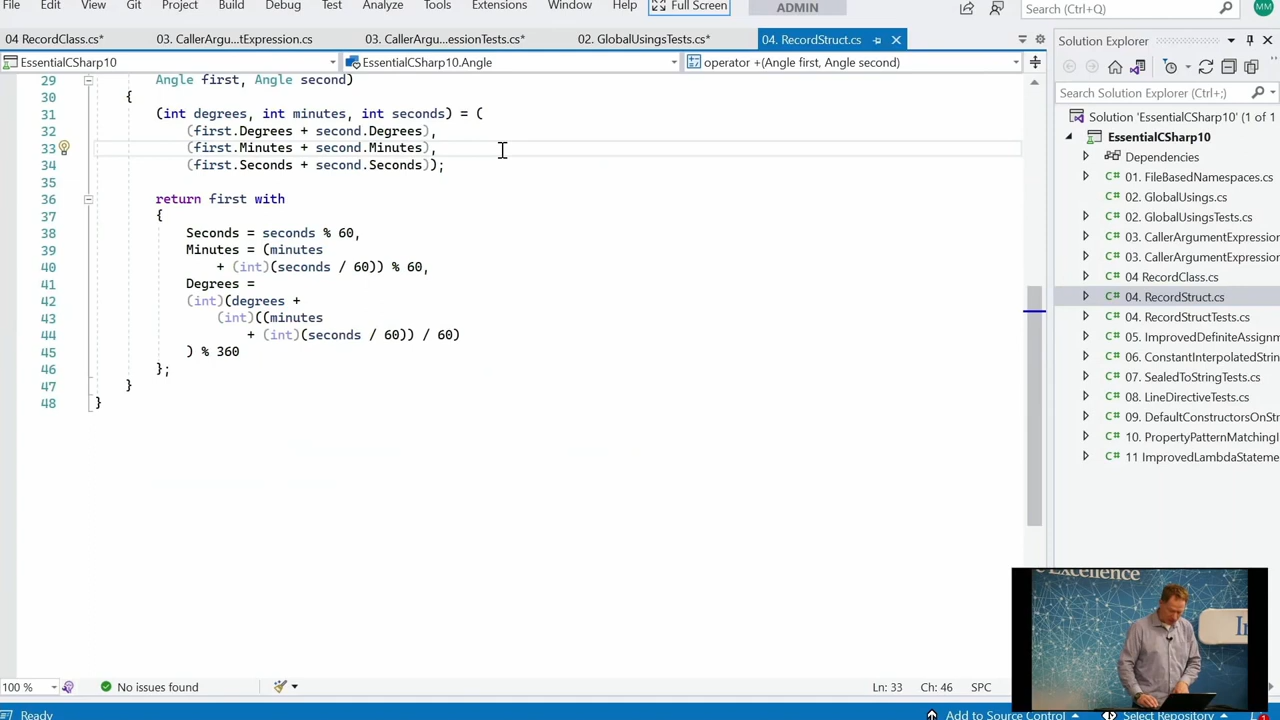 File Edit View Git Project Build Debug Test Analyze Tools Extensions Window Help Full Screen ADMIN Search (Ctrl+Q) MM
04 RecordClass.cs* 03. CallerArgu...tExpression.cs 03. CallerArgu...essionTests.cs* 02. GlobalUsingsTests.cs* 04. RecordStruct.cs
EssentialCSharp10 EssentialCSharp10.Angle operator +(Angle first, Angle second)
29 Angle first, Angle second)
30 {
31 (int degrees, int minutes, int seconds) = (
32 (first.Degrees + second.Degrees),
33 (first.Minutes + second.Minutes),
34 (first.Seconds + second.Seconds));
35
36 return first with
37 {
38 Seconds = seconds % 60,
39 Minutes = (minutes
40 + (int)(seconds / 60)) % 60,
41 Degrees =
42 (int)(degrees +
43 (int)((minutes
44 + (int)(seconds / 60)) / 60)
45 ) % 360
46 };
47 }
48 }
100 % No issues found Ln: 33 Ch: 46 SPC
Ready Add to Source Control Select Repository
Solution Explorer
Search Solution Explorer (Ctrl+;)
Solution 'EssentialCSharp10' (1 of 1
EssentialCSharp10
Dependencies
C# 01. FileBasedNamespaces.cs
C# 02. GlobalUsings.cs
C# 02. GlobalUsingsTests.cs
C# 03. CallerArgumentExpression
C# 03. CallerArgumentExpression
C# 04 RecordClass.cs
C# 04. RecordStruct.cs
C# 04. RecordStructTests.cs
C# 05. ImprovedDefiniteAssignm
C# 06. ConstantInterpolatedStrin
C# 07. SealedToStringTests.cs
C# 08. LineDirectiveTests.cs
C# 09. DefaultConstructorsOnSt
C# 10. PropertyPatternMatchingI
C# 11 ImprovedLambdaStateme
Excellence